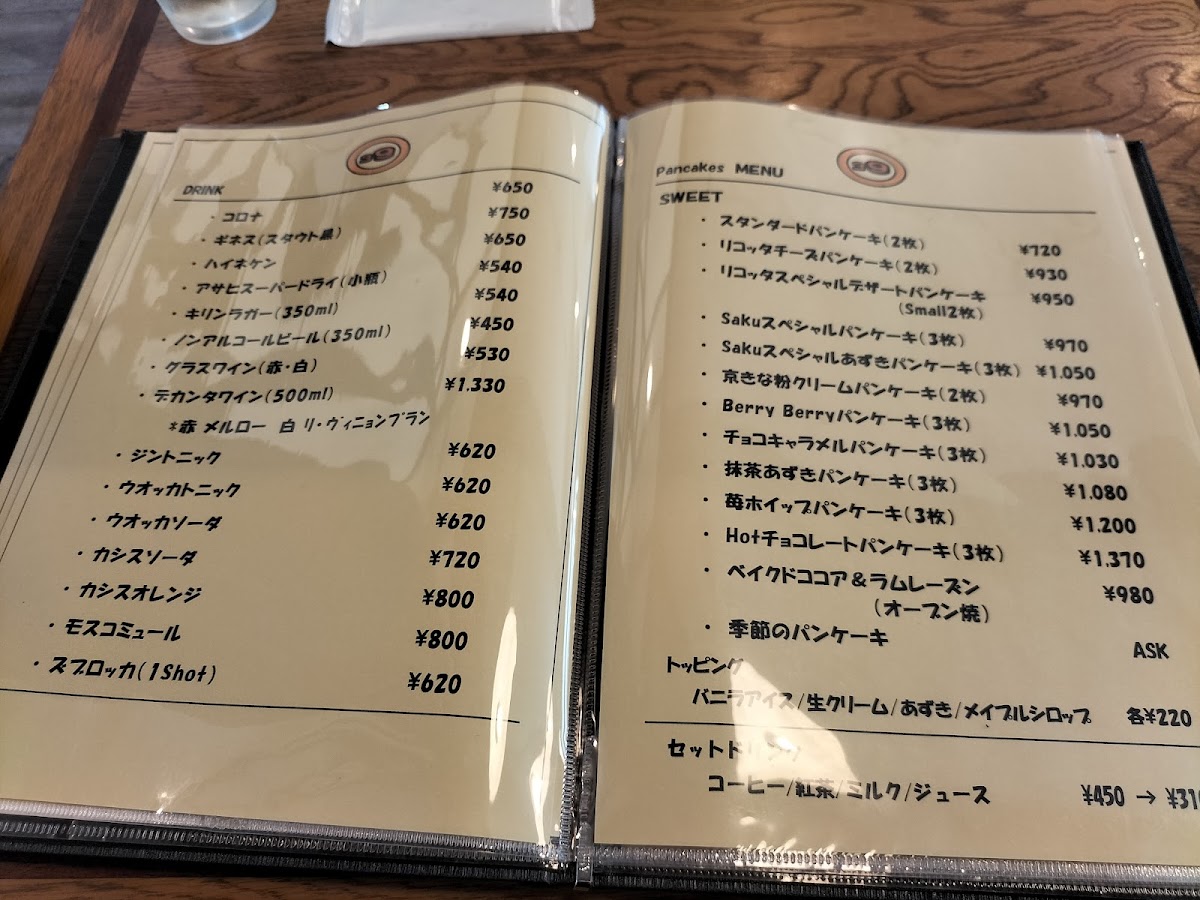 DRINK
・コロナ ¥650
・ギネス(スタウト黒) ¥750
・ハイネケン ¥650
・アサヒスーパードライ(小瓶) ¥540
・キリンラガー(350ml) ¥540
・ノンアルコールビール(350ml) ¥450
・グラスワイン(赤・白) ¥530
・デカンタワイン(500ml) ¥1.330
*赤 メルロー 白 リ・ヴィニョンブラン
・ジントニック ¥620
・ウオッカトニック ¥620
・ウオッカソーダ ¥620
・カシスソーダ ¥720
・カシスオレンジ ¥800
・モスコミュール ¥800
・ズブロッカ(1Shot) ¥620
Pancakes MENU
SWEET
・スタンダードパンケーキ(2枚) ¥720
・リコッタチーズパンケーキ(2枚) ¥930
・リコッタスペシャルデザートパンケーキ ¥950
(Small2枚)
・Sakuスペシャルパンケーキ(3枚) ¥970
・Sakuスペシャルあずきパンケーキ(3枚) ¥1.050
・京きな粉クリームパンケーキ(2枚) ¥970
・Berry Berryパンケーキ(3枚) ¥1.050
・チョコキャラメルパンケーキ(3枚) ¥1.030
・抹茶あずきパンケーキ(3枚) ¥1.080
・苺ホイップパンケーキ(3枚) ¥1.200
・Hotチョコレートパンケーキ(3枚) ¥1.370
・ベイクドココア&ラムレーズン ¥980
(オーブン焼)
・季節のパンケーキ ASK
トッピング
バニラアイス/生クリーム/あずき/メイプルシロップ 各¥220
セットドリンク
コーヒー/紅茶/ミルク/ジュース ¥450 → ¥310